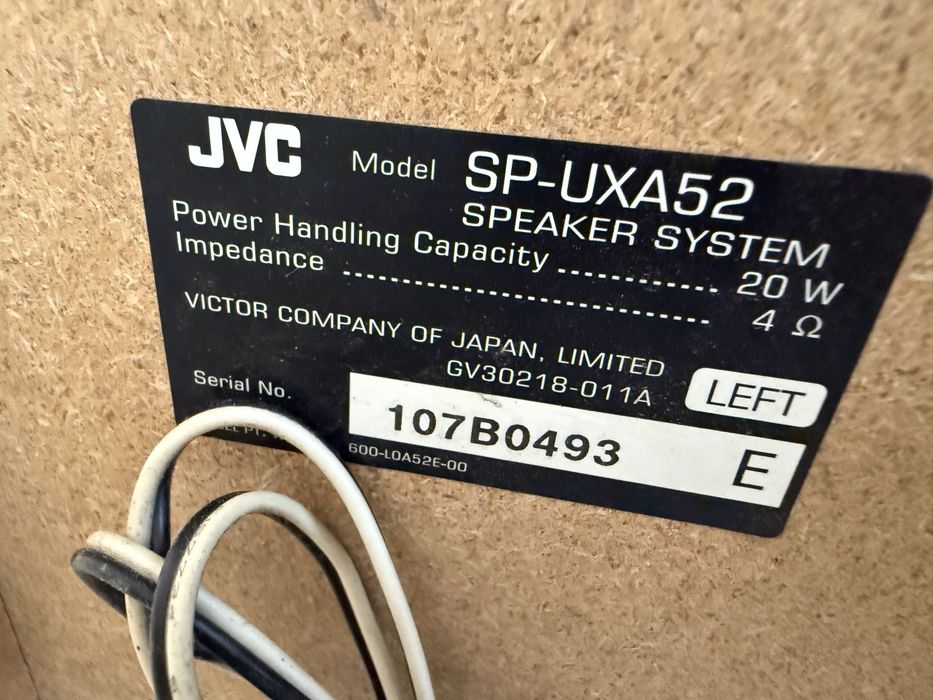 JVC Model SP-UXA52
SPEAKER SYSTEM
Power Handling Capacity ................ 20 W
Impedance ........................................ 4 Ω
VICTOR COMPANY OF JAPAN, LIMITED
GV30218-011A
LEFT
Serial No.
107B0493 E
600-L0A52E-00